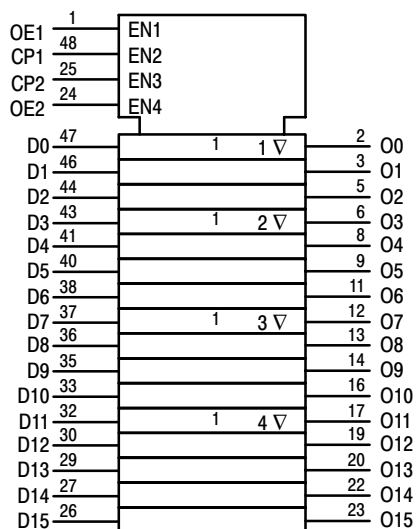 OE1 1 EN1
CP1 48 EN2
CP2 25 EN3
OE2 24 EN4
D0 47 1 1 ∇ 2 O0
D1 46 3 O1
D2 44 5 O2
D3 43 1 2 ∇ 6 O3
D4 41 8 O4
D5 40 9 O5
D6 38 11 O6
D7 37 1 3 ∇ 12 O7
D8 36 13 O8
D9 35 14 O9
D10 33 16 O10
D11 32 1 4 ∇ 17 O11
D12 30 19 O12
D13 29 20 O13
D14 27 22 O14
D15 26 23 O15